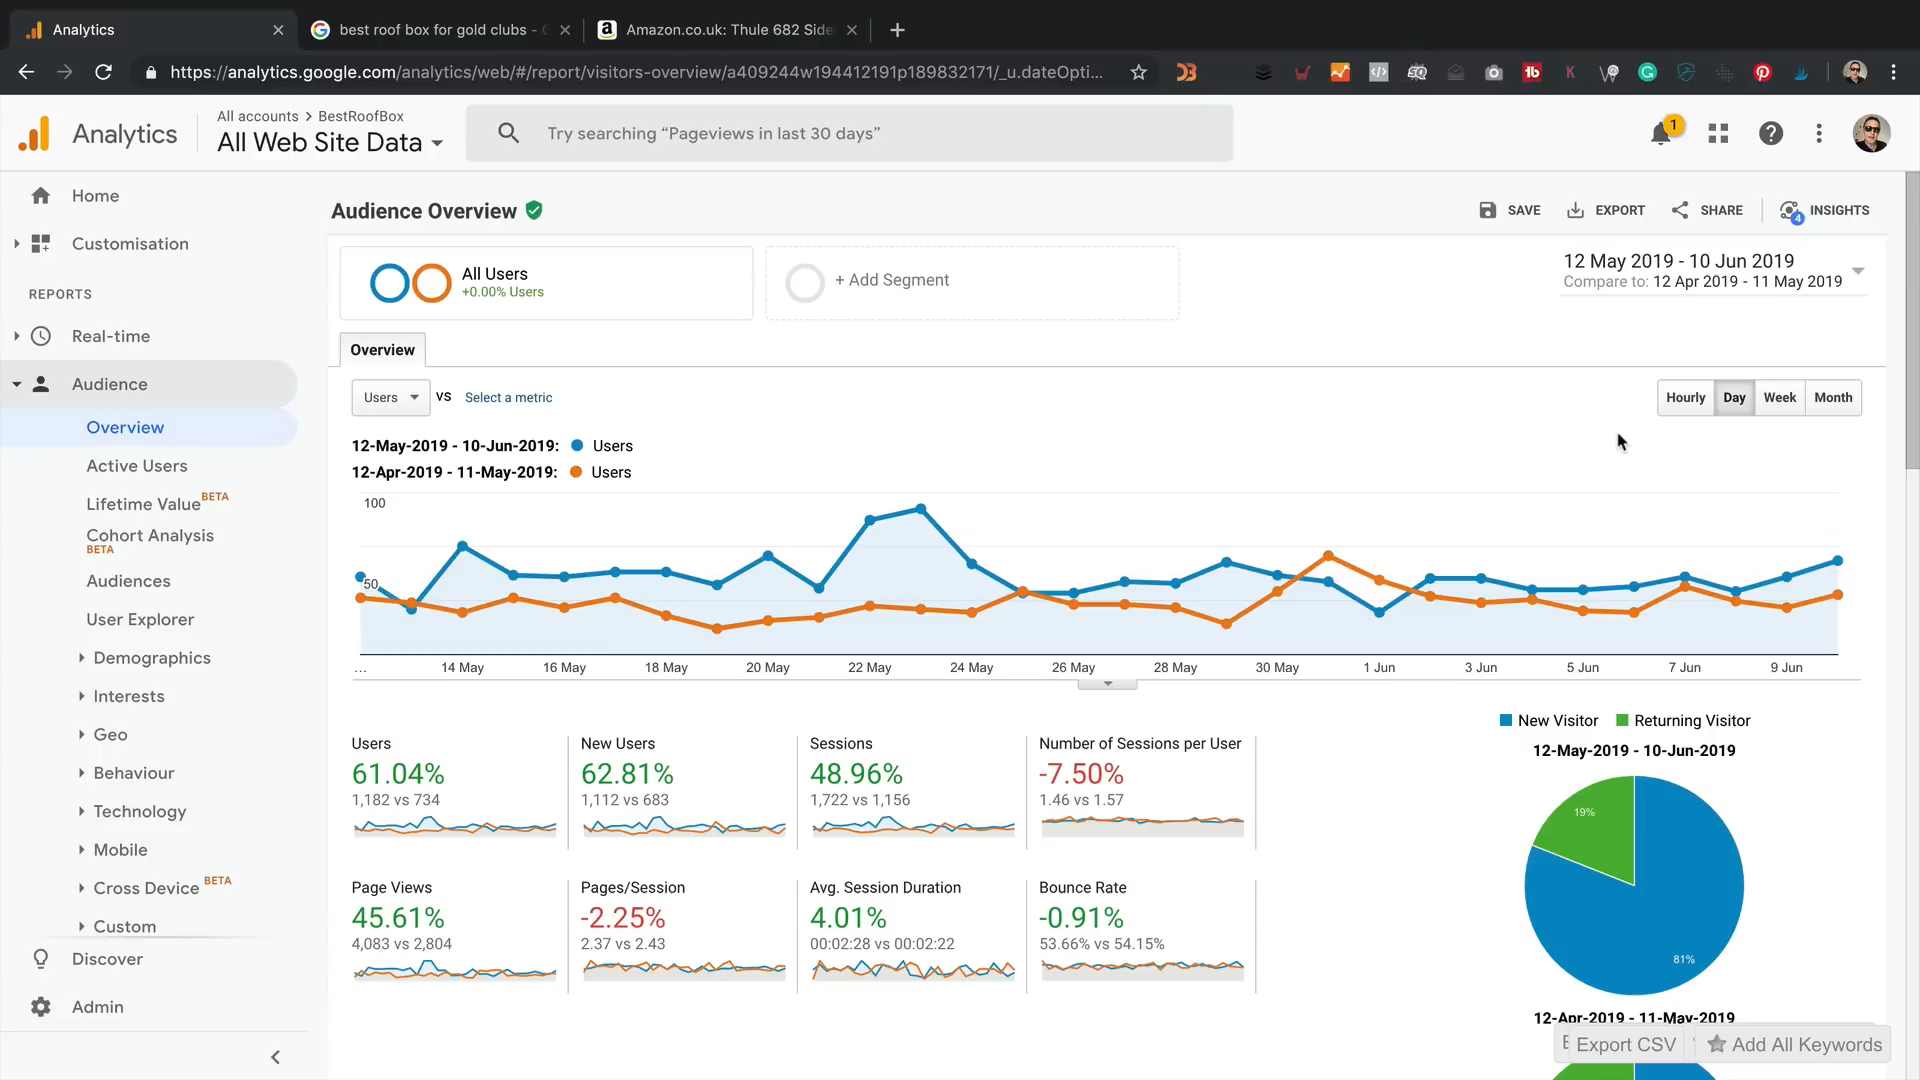 Analytics
best roof box for gold clubs -
Amazon.co.uk: Thule 682 Side
https://analytics.google.com/analytics/web/#/report/visitors-overview/a409244w194412191p189832171/_u.dateOpti...
Analytics
All accounts > BestRoofBox
All Web Site Data
Try searching “Pageviews in last 30 days”
1
Home
Customisation
REPORTS
Real-time
Audience
Overview
Active Users
Lifetime Value BETA
Cohort Analysis
BETA
Audiences
User Explorer
Demographics
Interests
Geo
Behaviour
Technology
Mobile
Cross Device BETA
Custom
Discover
Admin
Audience Overview
SAVE
EXPORT
SHARE
4
INSIGHTS
All Users
+0.00% Users
+ Add Segment
12 May 2019 - 10 Jun 2019
Compare to: 12 Apr 2019 - 11 May 2019
Overview
Users
VS
Select a metric
Hourly
Day
Week
Month
12-May-2019 - 10-Jun-2019: Users
12-Apr-2019 - 11-May-2019: Users
100
50
...
14 May
16 May
18 May
20 May
22 May
24 May
26 May
28 May
30 May
1 Jun
3 Jun
5 Jun
7 Jun
9 Jun
Users
61.04%
1,182 vs 734
New Users
62.81%
1,112 vs 683
Sessions
48.96%
1,722 vs 1,156
Number of Sessions per User
-7.50%
1.46 vs 1.57
Page Views
45.61%
4,083 vs 2,804
Pages/Session
-2.25%
2.37 vs 2.43
Avg. Session Duration
4.01%
00:02:28 vs 00:02:22
Bounce Rate
-0.91%
53.66% vs 54.15%
New Visitor
Returning Visitor
12-May-2019 - 10-Jun-2019
19%
81%
12-Apr-2019 - 11-May-2019
Export CSV
Add All Keywords